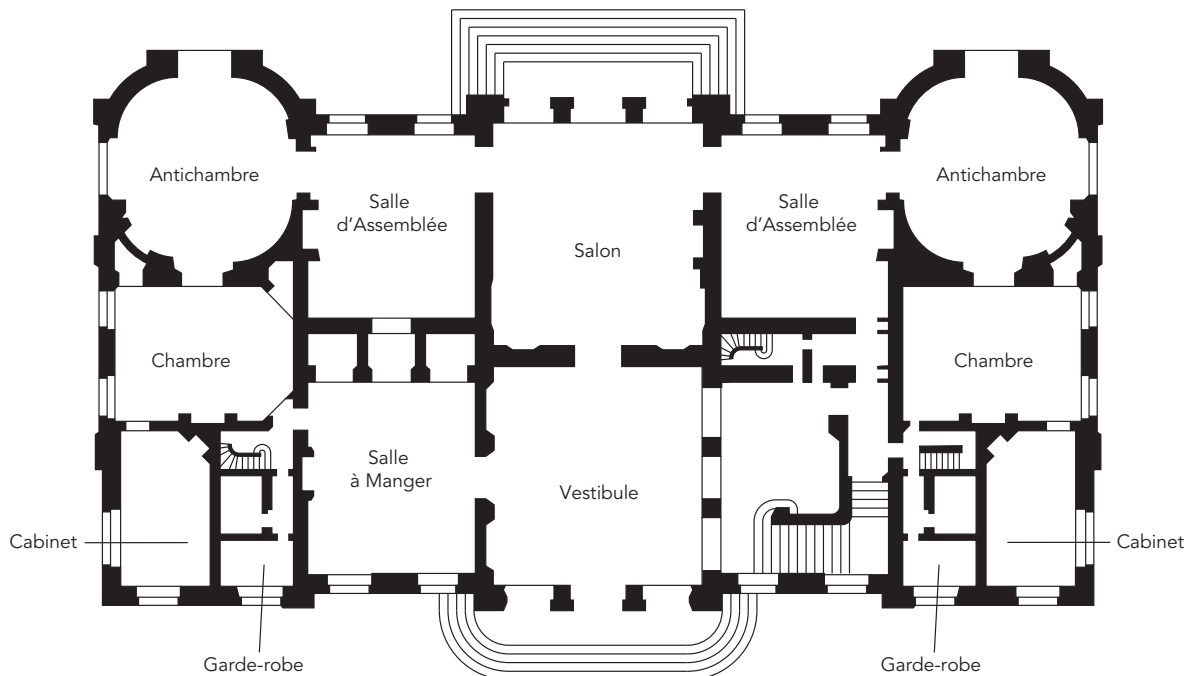 Antichambre
Salle
d'Assemblée
Salon
Salle
d'Assemblée
Antichambre
Chambre
Chambre
Salle
à Manger
Vestibule
Cabinet
Cabinet
Garde-robe
Garde-robe